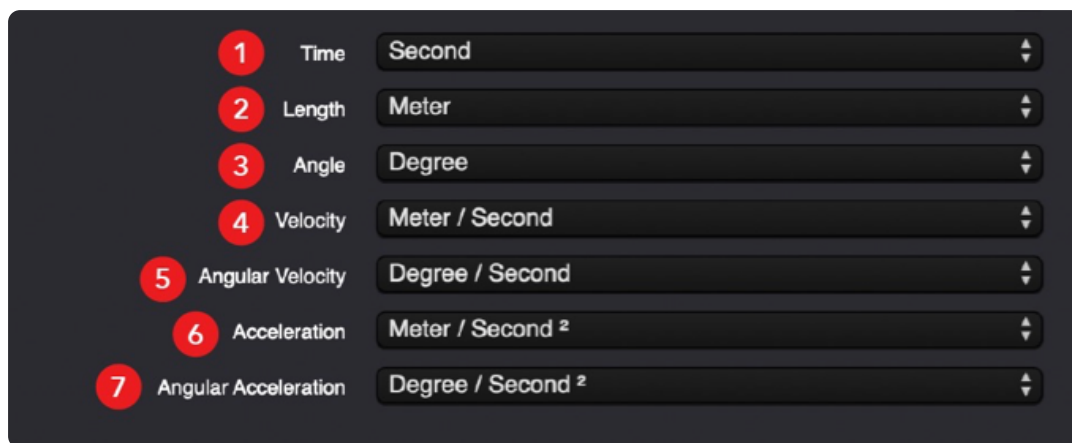 1 Time Second
2 Length Meter
3 Angle Degree
4 Velocity Meter / Second
5 Angular Velocity Degree / Second
6 Acceleration Meter / Second ²
7 Angular Acceleration Degree / Second ²